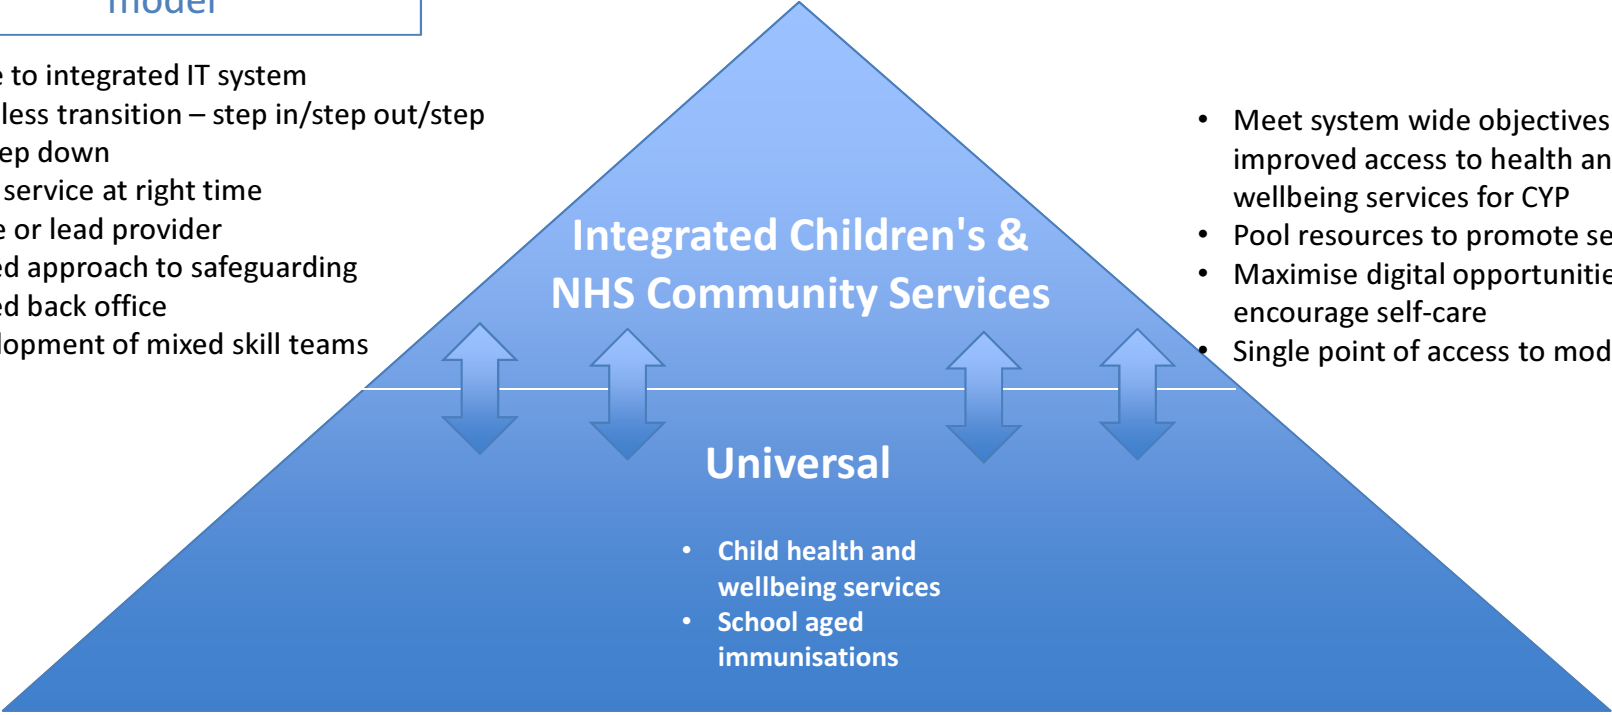 model
e to integrated IT system
less transition – step in/step out/step
ep down
service at right time
e or lead provider
ed approach to safeguarding
ed back office
lopment of mixed skill teams
Integrated Children's &
NHS Community Services
• Meet system wide objectives
improved access to health an
wellbeing services for CYP
• Pool resources to promote se
• Maximise digital opportunitie
encourage self-care
• Single point of access to mod
Universal
• Child health and
wellbeing services
• School aged
immunisations